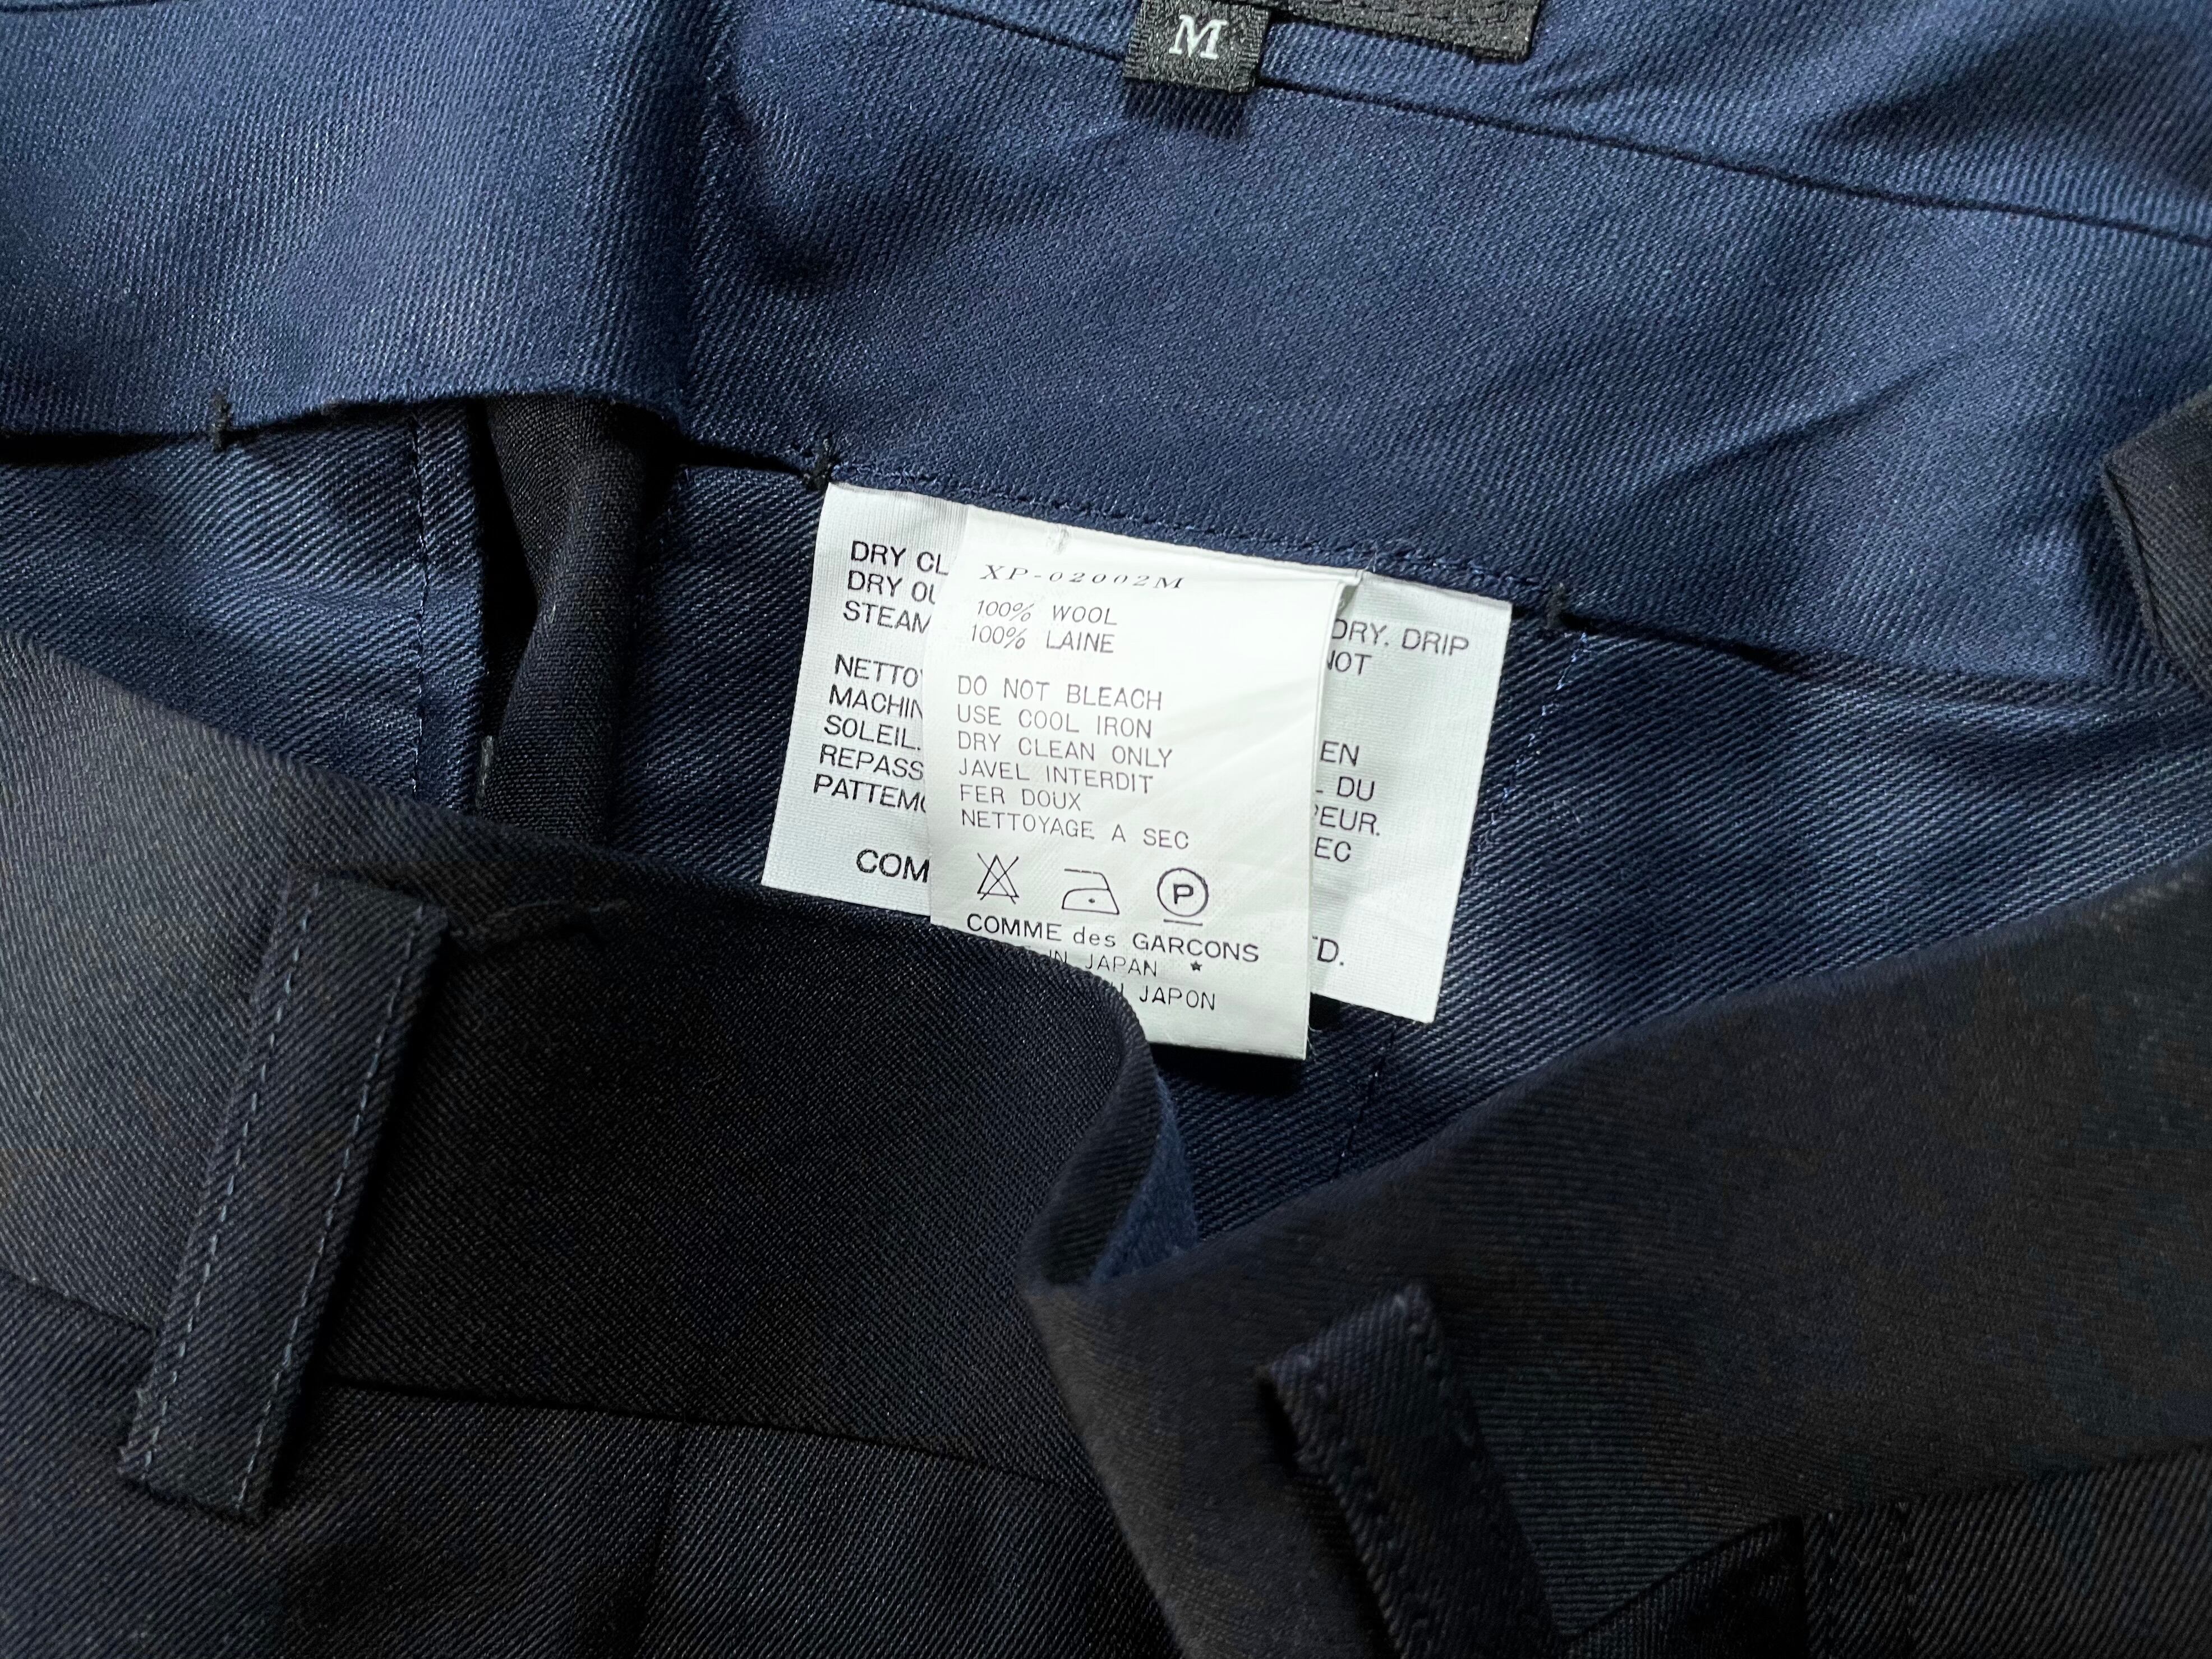 M
DRY CL
DRY OU
STEAM
NETTOY
MACHIN
SOLEIL.
REPASS
PATTEMO
COM
XP-02002M
100% WOOL
100% LAINE
DO NOT BLEACH
USE COOL IRON
DRY CLEAN ONLY
JAVEL INTERDIT
FER DOUX
NETTOYAGE A SEC
P
COMME des GARCONS
IN JAPAN ★
JAPON
DRY. DRIP
NOT
EN
DU
PEUR.
EC
TD.